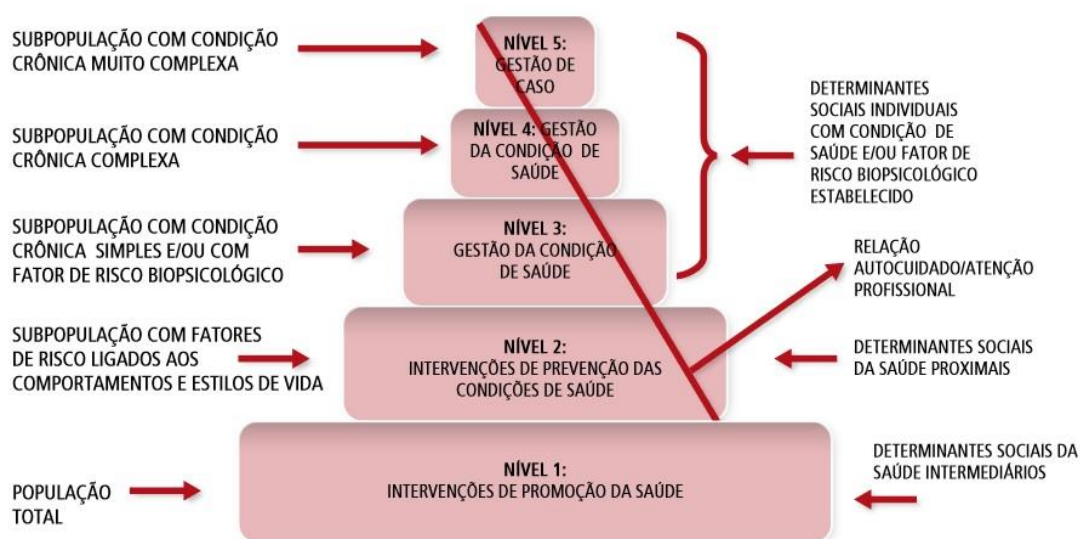 SUBPOPULAÇÃO COM CONDIÇÃO
CRÔNICA MUITO COMPLEXA
NÍVEL 5:
GESTÃO DE
CASO
SUBPOPULAÇÃO COM CONDIÇÃO
CRÔNICA COMPLEXA
NÍVEL 4: GESTÃO
DA CONDIÇÃO DE
SAÚDE
DETERMINANTES
SOCIAIS INDIVIDUAIS
COM CONDIÇÃO DE
SAÚDE E/OU FATOR DE
RISCO BIOPSICOLÓGICO
ESTABELECIDO
SUBPOPULAÇÃO COM CONDIÇÃO
CRÔNICA SIMPLES E/OU COM
FATOR DE RISCO BIOPSICOLÓGICO
NÍVEL 3:
GESTÃO DA CONDIÇÃO
DE SAÚDE
RELAÇÃO
AUTOCUIDADO/ATENÇÃO
PROFISSIONAL
SUBPOPULAÇÃO COM FATORES
DE RISCO LIGADOS AOS
COMPORTAMENTOS E ESTILOS DE VIDA
NÍVEL 2:
INTERVENÇÕES DE PREVENÇÃO DAS
CONDIÇÕES DE SAÚDE
DETERMINANTES SOCIAIS
DA SAÚDE PROXIMAIS
POPULAÇÃO
TOTAL
NÍVEL 1:
INTERVENÇÕES DE PROMOÇÃO DA SAÚDE
DETERMINANTES SOCIAIS DA
SAÚDE INTERMEDIÁRIOS